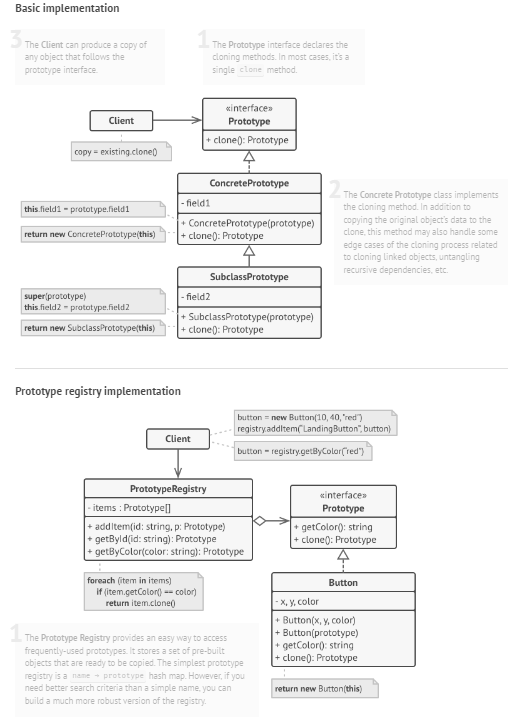 Basic implementation
3
The Client can produce a copy of
any object that follows the
prototype interface.
1
The Prototype interface declares the
cloning methods. In most cases, it's a
single clone method.
Client
copy = existing.clone()
«interface»
Prototype
+ clone(): Prototype
ConcretePrototype
- field1
+ ConcretePrototype(prototype)
+ clone(): Prototype
this.field1 = prototype.field1
return new ConcretePrototype(this)
2
The Concrete Prototype class implements
the cloning method. In addition to
copying the original object's data to the
clone, this method may also handle some
edge cases of the cloning process related
to cloning linked objects, untangling
recursive dependencies, etc.
SubclassPrototype
- field2
+ SubclassPrototype(prototype)
+ clone(): Prototype
super(prototype)
this.field2 = prototype.field2
return new SubclassPrototype(this)
Prototype registry implementation
Client
button = new Button(10, 40, "red")
registry.addItem("LandingButton", button)
button = registry.getByColor("red")
PrototypeRegistry
- items : Prototype[]
+ addItem(id: string, p: Prototype)
+ getById(id: string): Prototype
+ getByColor(color: string): Prototype
«interface»
Prototype
+ getColor(): string
+ clone(): Prototype
foreach (item in items)
if (item.getColor() == color)
return item.clone()
Button
- x, y, color
+ Button(x, y, color)
+ Button(prototype)
+ getColor(): string
+ clone(): Prototype
return new Button(this)
1
The Prototype Registry provides an easy way to access
frequently-used prototypes. It stores a set of pre-built
objects that are ready to be copied. The simplest prototype
registry is a name → prototype hash map. However, if you
need better search criteria than a simple name, you can
build a much more robust version of the registry.